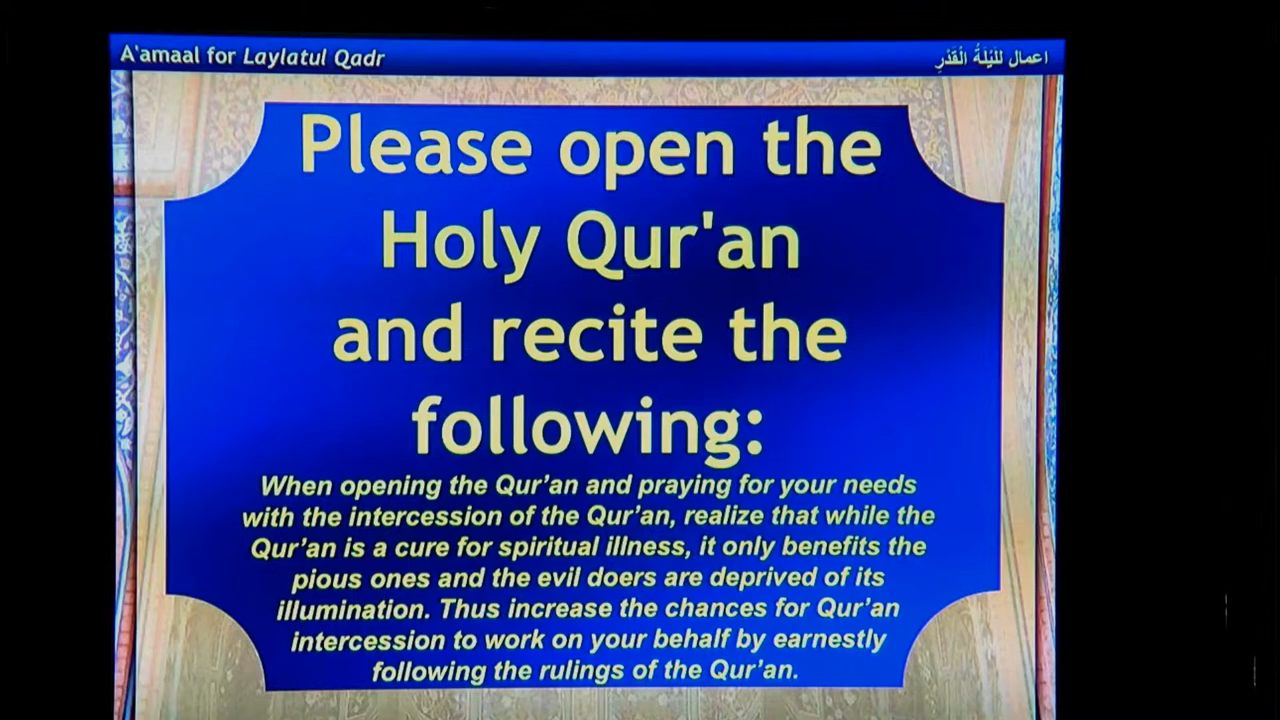 A'amaal for Laylatul Qadr
اعمال للَيْلَةُ الْقَدْرِ
Please open the
Holy Qur'an
and recite the
following:
When opening the Qur’an and praying for your needs
with the intercession of the Qur’an, realize that while the
Qur’an is a cure for spiritual illness, it only benefits the
pious ones and the evil doers are deprived of its
illumination. Thus increase the chances for Qur’an
intercession to work on your behalf by earnestly
following the rulings of the Qur’an.